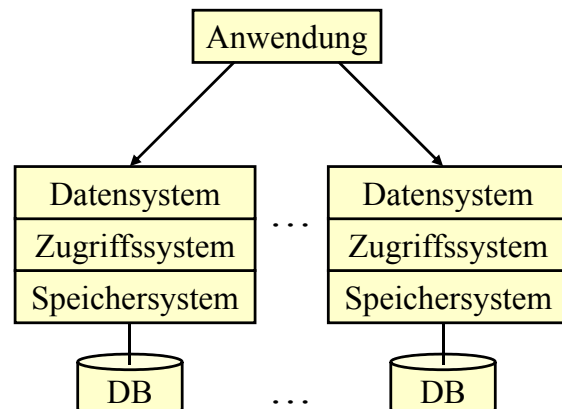 Anwendung
Datensystem Datensystem
...
Zugriffssystem Zugriffssystem
Speichersystem Speichersystem
DB ... DB